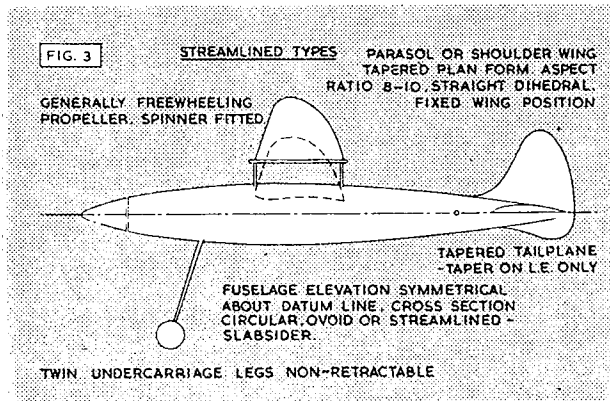 FIG. 3
STREAMLINED TYPES
PARASOL OR SHOULDER WING
TAPERED PLAN FORM. ASPECT
RATIO 8-10. STRAIGHT DIHEDRAL.
FIXED WING POSITION
GENERALLY FREEWHEELING
PROPELLER. SPINNER FITTED.
TAPERED TAILPLANE
-TAPER ON L.E. ONLY
FUSELAGE ELEVATION SYMMETRICAL
ABOUT DATUM LINE. CROSS SECTION
CIRCULAR, OVOID OR STREAMLINED -
SLABSIDER.
TWIN UNDERCARRIAGE LEGS NON-RETRACTABLE